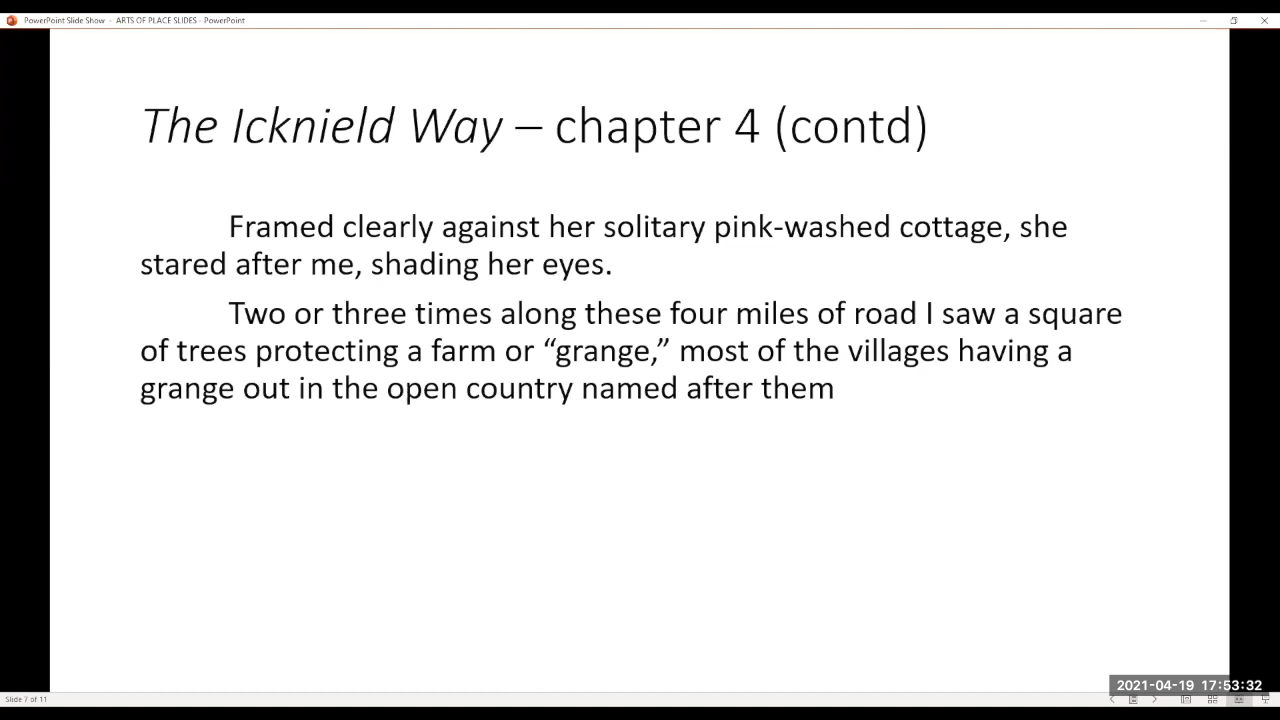 PowerPoint Slide Show - ARTS OF PLACE SLIDES - PowerPoint
The Icknield Way – chapter 4 (contd)
Framed clearly against her solitary pink-washed cottage, she
stared after me, shading her eyes.
Two or three times along these four miles of road I saw a square
of trees protecting a farm or “grange,” most of the villages having a
grange out in the open country named after them
2021-04-19 17:53:32
Slide 7 of 11